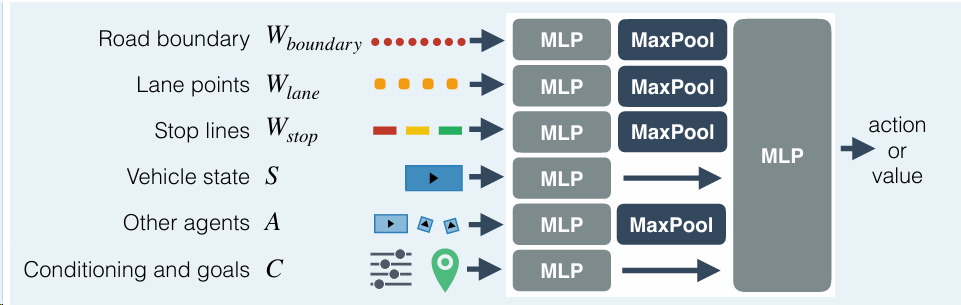 Road boundary W_boundary MLP MaxPool
Lane points W_lane MLP MaxPool
Stop lines W_stop MLP MaxPool
Vehicle state S MLP
Other agents A MLP MaxPool
Conditioning and goals C MLP
MLP
action
or
value